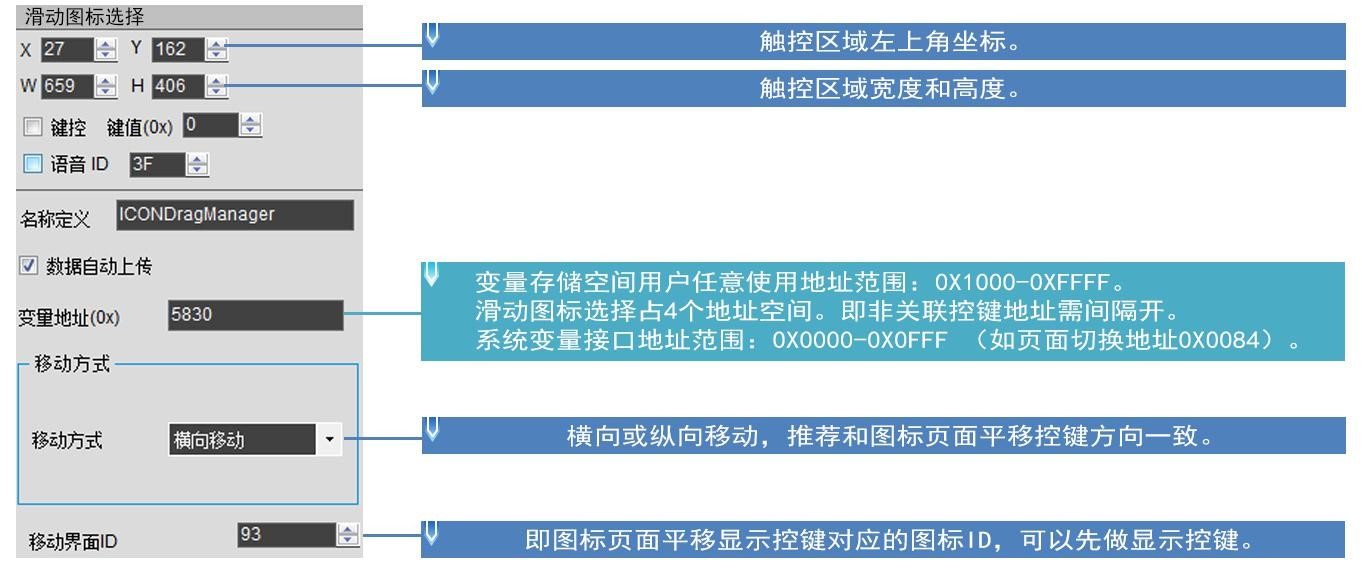 滑动图标选择
X 27 Y 162
触控区域左上角坐标。
W 659 H 406
触控区域宽度和高度。
键控 键值(0x) 0
语音 ID 3F
名称定义 ICONDragManager
数据自动上传
变量地址(0x) 5830
变量存储空间用户任意使用地址范围：0X1000-0XFFFF。
滑动图标选择占4个地址空间。即非关联控键地址需间隔开。
系统变量接口地址范围：0X0000-0X0FFF （如页面切换地址0X0084）。
移动方式
移动方式 横向移动
横向或纵向移动，推荐和图标页面平移控键方向一致。
移动界面ID 93
即图标页面平移显示控键对应的图标ID，可以先做显示控键。